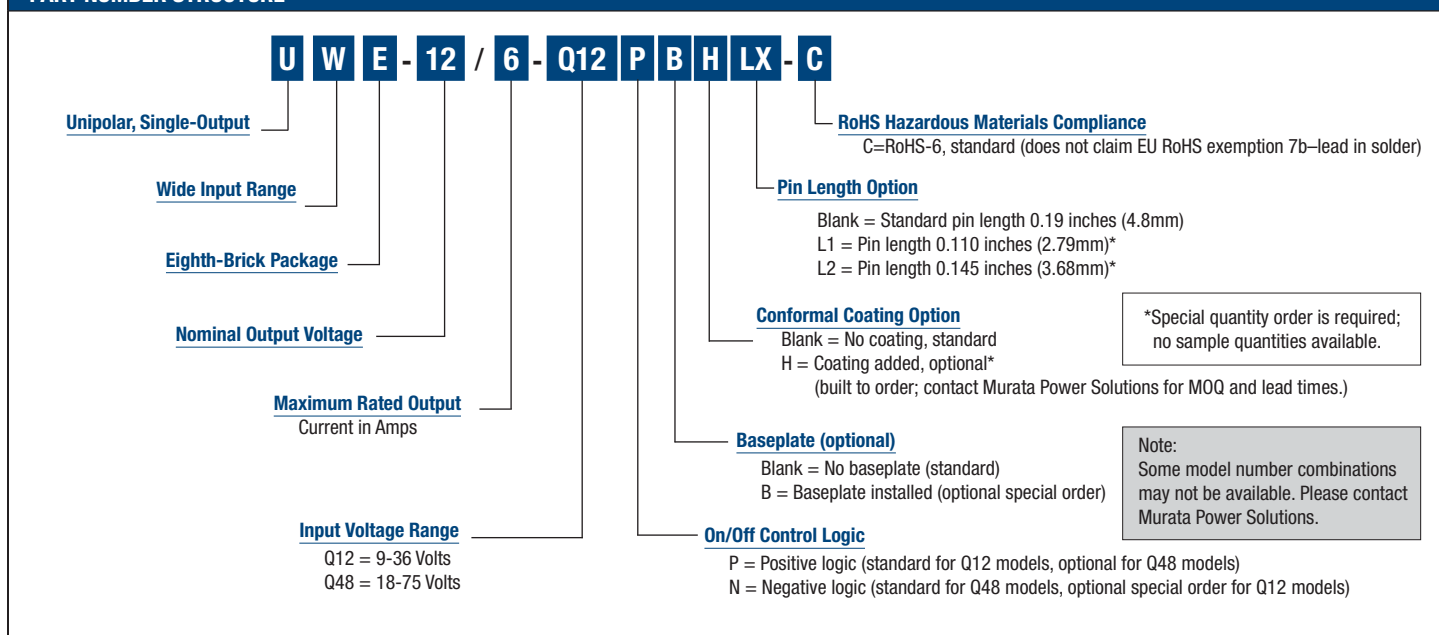 PART NUMBER STRUCTURE
U W E - 12 / 6 - Q12 P B H LX - C
Unipolar, Single-Output
Wide Input Range
Eighth-Brick Package
Nominal Output Voltage
Maximum Rated Output
Current in Amps
Input Voltage Range
Q12 = 9-36 Volts
Q48 = 18-75 Volts
RoHS Hazardous Materials Compliance
C=RoHS-6, standard (does not claim EU RoHS exemption 7b–lead in solder)
Pin Length Option
Blank = Standard pin length 0.19 inches (4.8mm)
L1 = Pin length 0.110 inches (2.79mm)*
L2 = Pin length 0.145 inches (3.68mm)*
Conformal Coating Option
Blank = No coating, standard
H = Coating added, optional*
(built to order; contact Murata Power Solutions for MOQ and lead times.)
*Special quantity order is required;
no sample quantities available.
Baseplate (optional)
Blank = No baseplate (standard)
B = Baseplate installed (optional special order)
Note:
Some model number combinations
may not be available. Please contact
Murata Power Solutions.
On/Off Control Logic
P = Positive logic (standard for Q12 models, optional for Q48 models)
N = Negative logic (standard for Q48 models, optional special order for Q12 models)